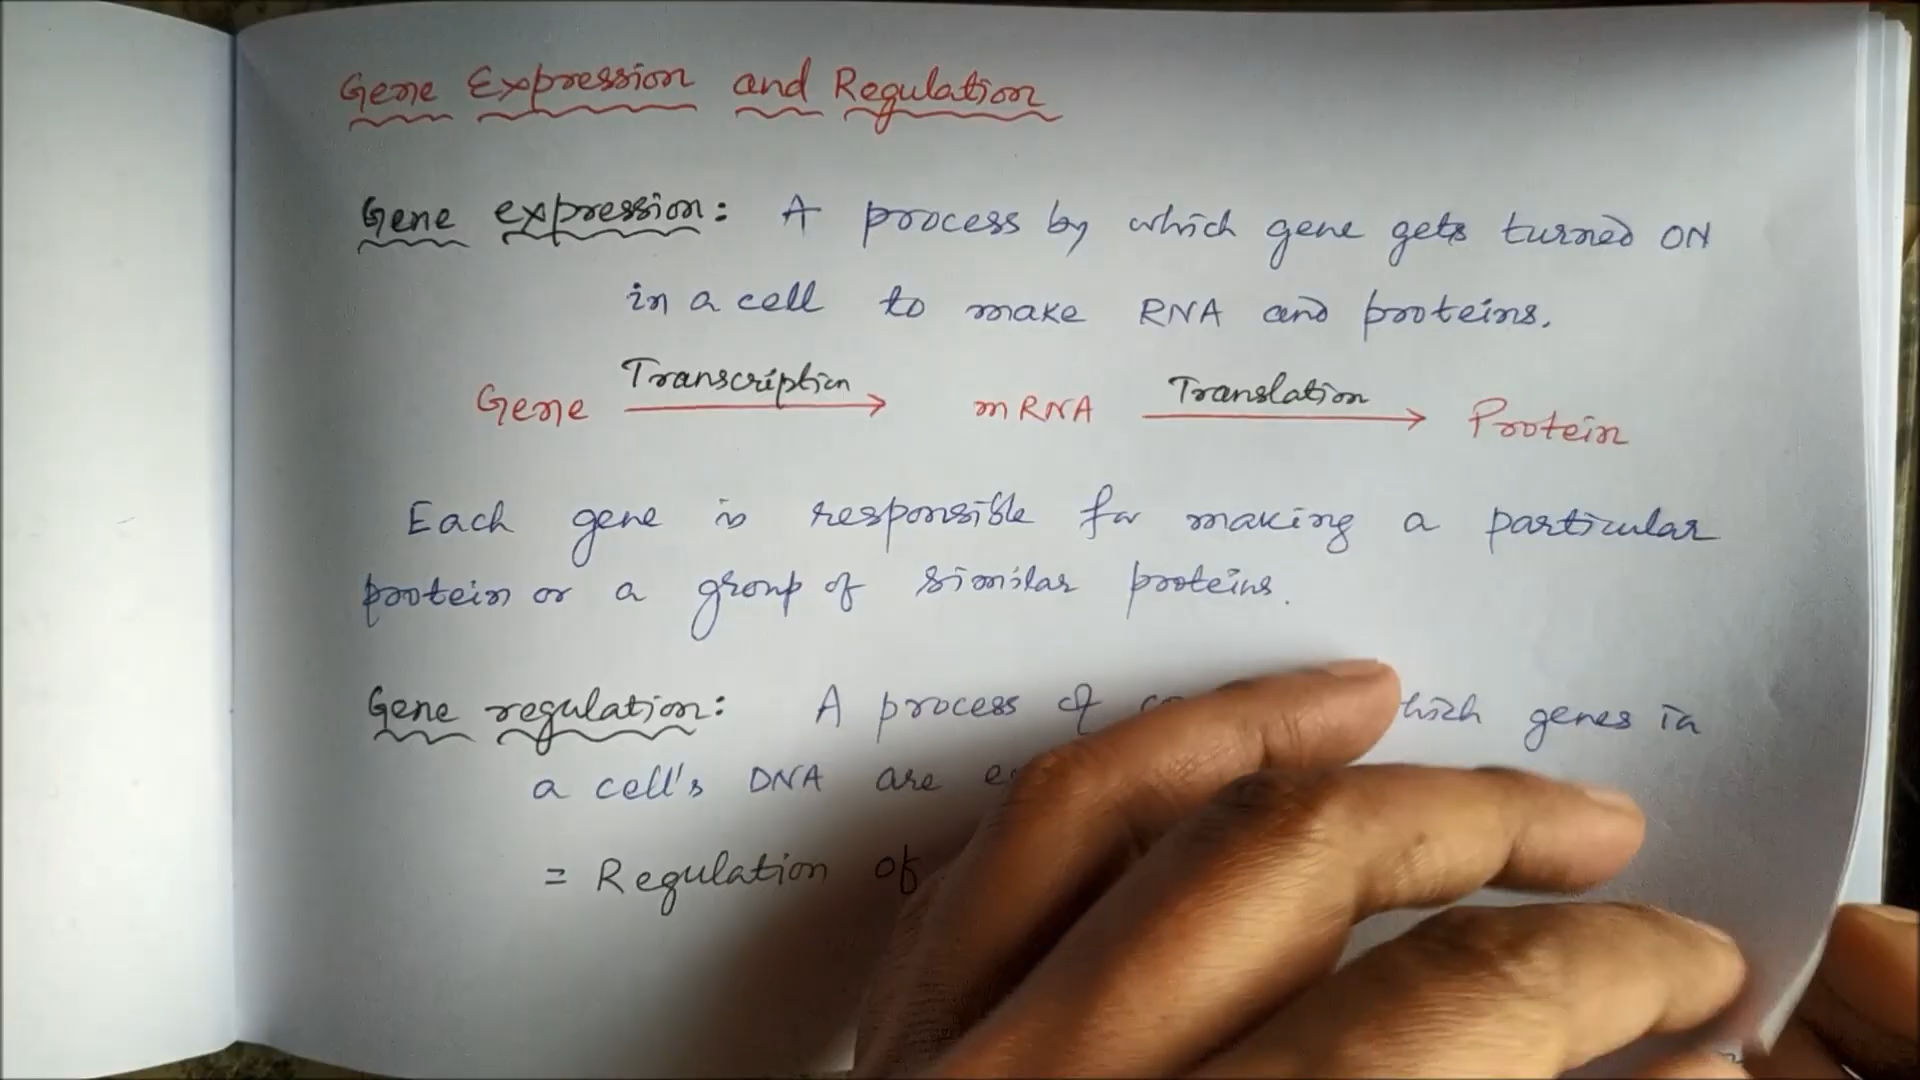 Gene Expression and Regulation
Gene expression: A process by which gene gets turned ON
in a cell to make RNA and proteins.
Gene Transcription → mRNA Translation → Protein
Each gene is responsible for making a particular
protein or a group of similar proteins.
Gene regulation: A process of which genes in
a cell's DNA are
= Regulation of